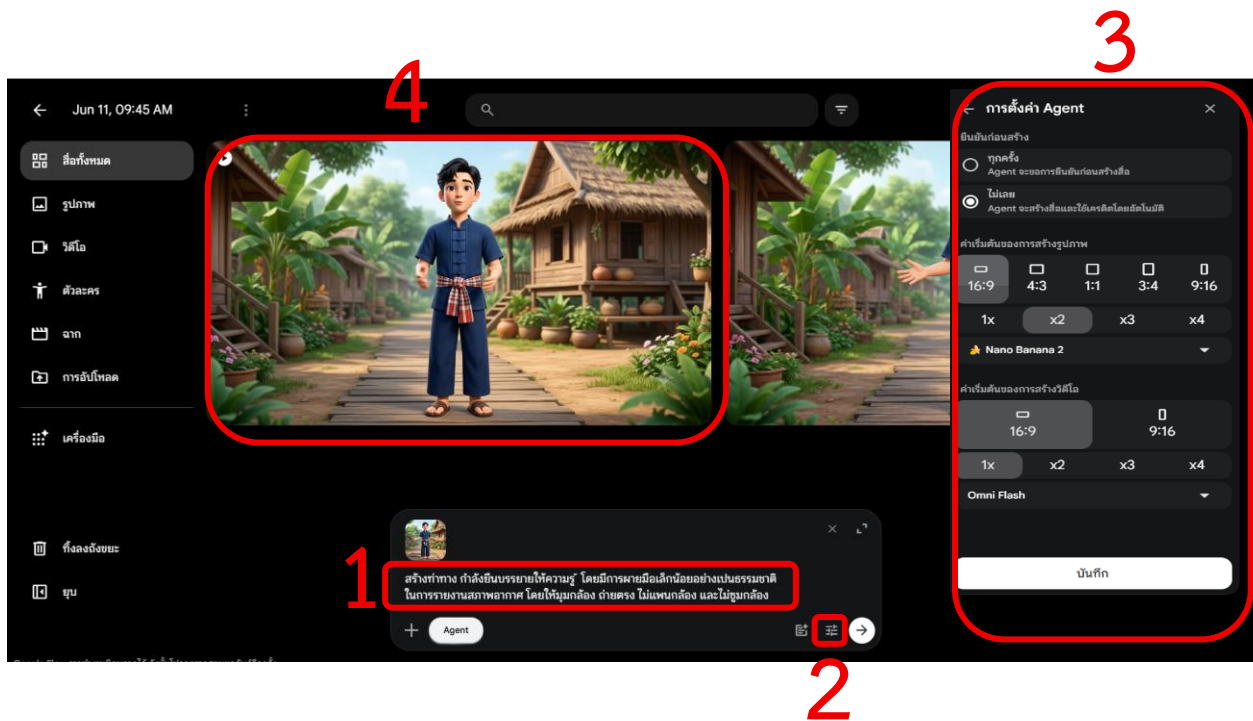 3
4
← Jun 11, 09:45 AM
← การตั้งค่า Agent
ยืนยันก่อนสร้าง
ทุกครั้ง
Agent จะขอการยืนยันก่อนสร้างสื่อ
ไม่เลย
Agent จะสร้างสื่อและใช้เครดิตโดยอัตโนมัติ
ค่าเริ่มต้นของการสร้างรูปภาพ
16:9 4:3 1:1 3:4 9:16
1x x2 x3 x4
Nano Banana 2
ค่าเริ่มต้นของการสร้างวิดีโอ
16:9 9:16
1x x2 x3 x4
Omni Flash
บันทึก
สื่อทั้งหมด
รูปภาพ
วิดีโอ
ตัวละคร
ฉาก
การอัปโหลด
เครื่องมือ
ทิ้งลงถังขยะ
ยุบ
1
สร้างท่าทาง กำลังยืนบรรยายให้ความรู้ โดยมีการผายมือเล็กน้อยอย่างเปนธรรมชาติ
ในการรายงานสภาพอากาศ โดยให้มุมกล้อง ถ่ายตรง ไม่แพนกล้อง และไม่ซูมกล้อง
Agent
2